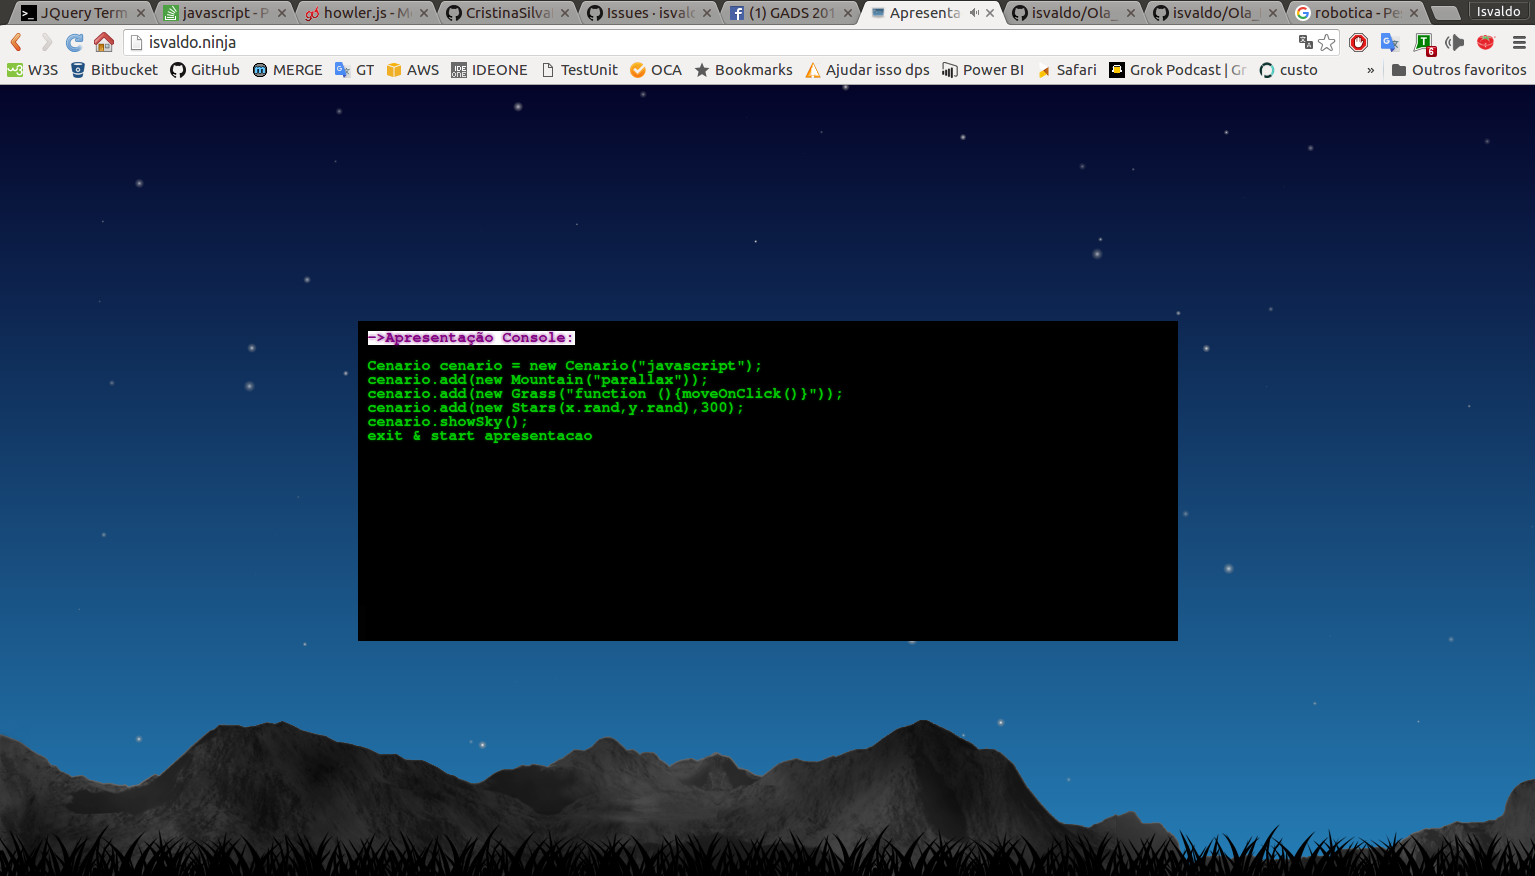 JQuery Term
javascript - P
howler.js - M
CristinaSilva
Issues · isval
(1) GADS 201
Apresenta
isvaldo/Ola_
isvaldo/Ola_
robotica - Pe
Isvaldo
isvaldo.ninja
6
W3S
Bitbucket
GitHub
MERGE
GT
AWS
IDEONE
TestUnit
OCA
Bookmarks
Ajudar isso dps
Power BI
Safari
Grok Podcast | Gr
custo
»
Outros favoritos
->Apresentação Console:
Cenario cenario = new Cenario("javascript");
cenario.add(new Mountain("parallax"));
cenario.add(new Grass("function (){moveOnClick()}"));
cenario.add(new Stars(x.rand,y.rand),300);
cenario.showSky();
exit & start apresentacao